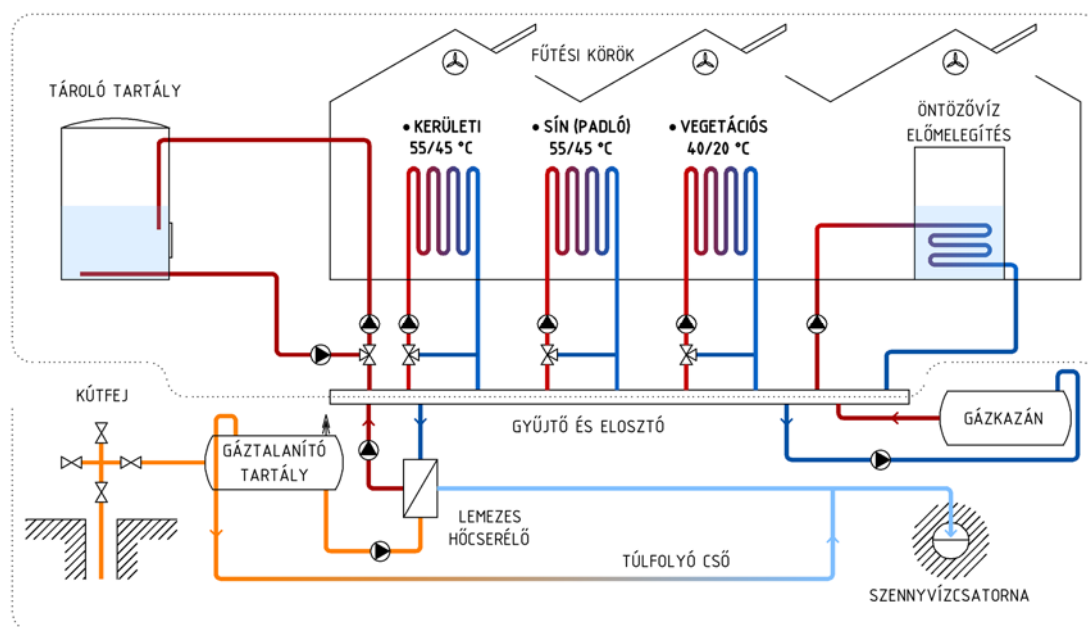 FŰTÉSI KÖRÖK
TÁROLÓ TARTÁLY
• KERÜLETI
55/45 °C
• SÍN (PADLÓ)
55/45 °C
• VEGETÁCIÓS
40/20 °C
ÖNTÖZŐVÍZ
ELŐMELEGÍTÉS
KÚTFEJ
GYŰJTŐ ÉS ELOSZTÓ
GÁZKAZÁN
GÁZTALANÍTÓ
TARTÁLY
LEMEZES
HŐCSERÉLŐ
TÚLFOLYÓ CSŐ
SZENNYVÍZCSATORNA